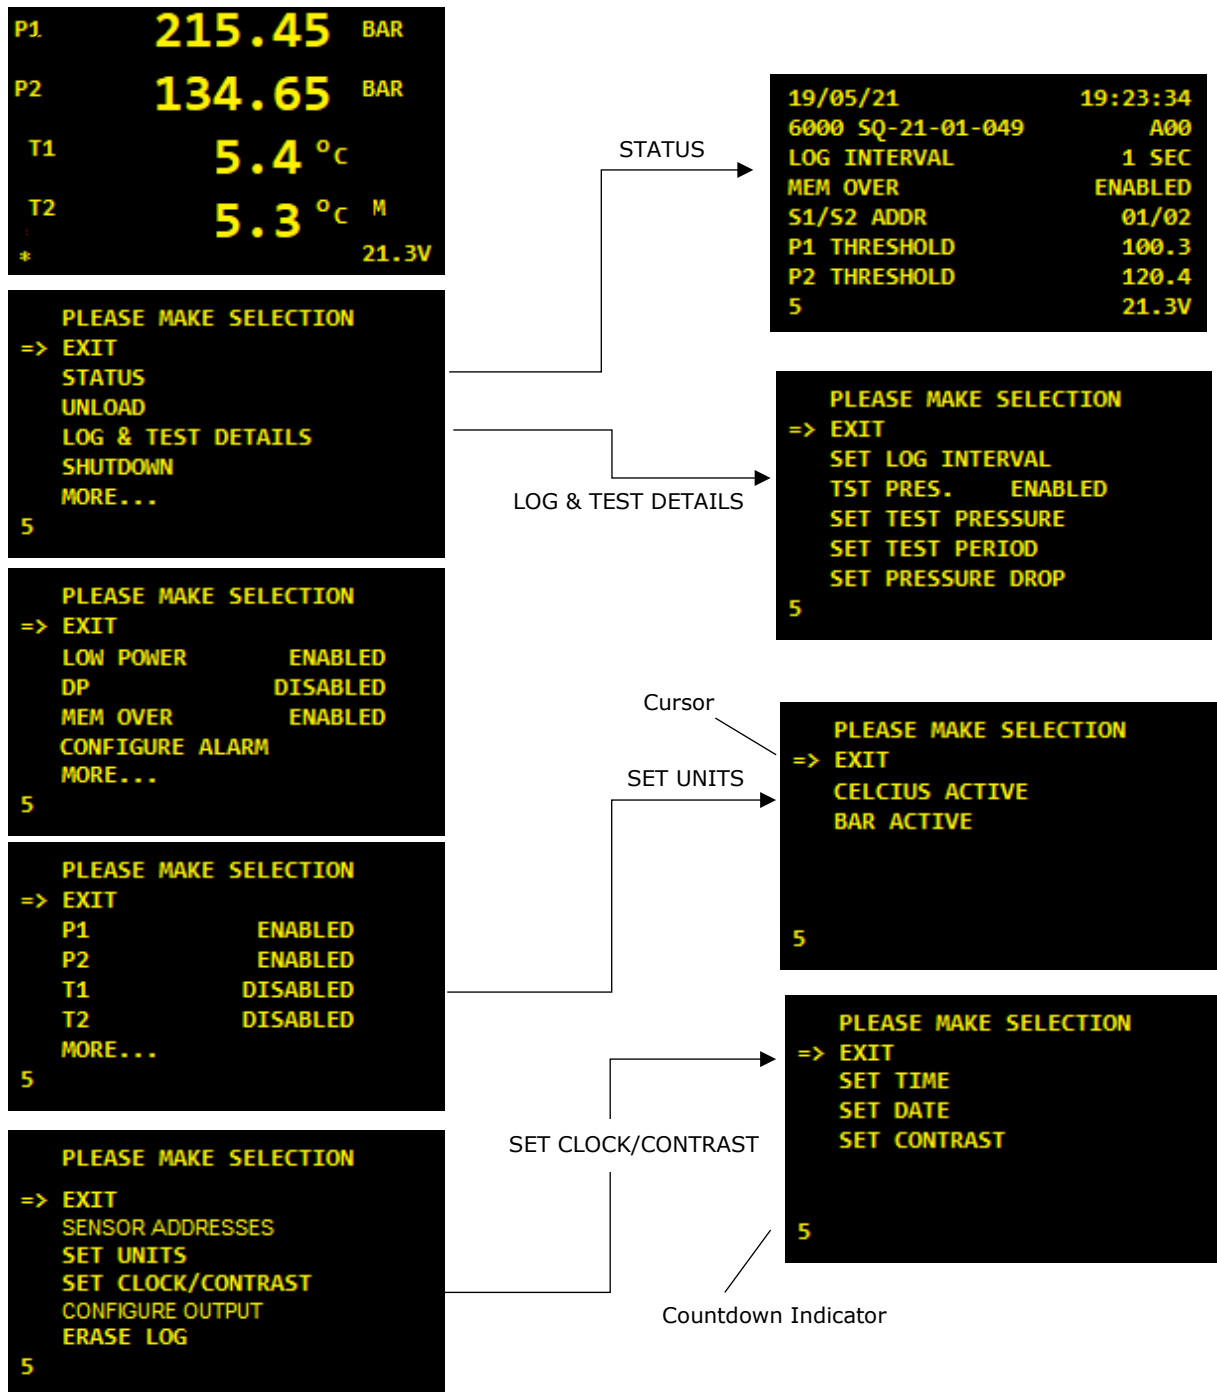 P1 215.45 BAR
P2 134.65 BAR
T1 5.4 °C
T2 5.3 °C M
* 21.3V
PLEASE MAKE SELECTION
=> EXIT
STATUS
UNLOAD
LOG & TEST DETAILS
SHUTDOWN
MORE...
5
PLEASE MAKE SELECTION
=> EXIT
LOW POWER ENABLED
DP DISABLED
MEM OVER ENABLED
CONFIGURE ALARM
MORE...
5
PLEASE MAKE SELECTION
=> EXIT
P1 ENABLED
P2 ENABLED
T1 DISABLED
T2 DISABLED
MORE...
5
PLEASE MAKE SELECTION
=> EXIT
SENSOR ADDRESSES
SET UNITS
SET CLOCK/CONTRAST
CONFIGURE OUTPUT
ERASE LOG
5
STATUS
LOG & TEST DETAILS
Cursor
SET UNITS
SET CLOCK/CONTRAST
Countdown Indicator
19/05/21 19:23:34
6000 SQ-21-01-049 A00
LOG INTERVAL 1 SEC
MEM OVER ENABLED
S1/S2 ADDR 01/02
P1 THRESHOLD 100.3
P2 THRESHOLD 120.4
5 21.3V
PLEASE MAKE SELECTION
=> EXIT
SET LOG INTERVAL
TST PRES. ENABLED
SET TEST PRESSURE
SET TEST PERIOD
SET PRESSURE DROP
5
PLEASE MAKE SELECTION
=> EXIT
CELCIUS ACTIVE
BAR ACTIVE
5
PLEASE MAKE SELECTION
=> EXIT
SET TIME
SET DATE
SET CONTRAST
5